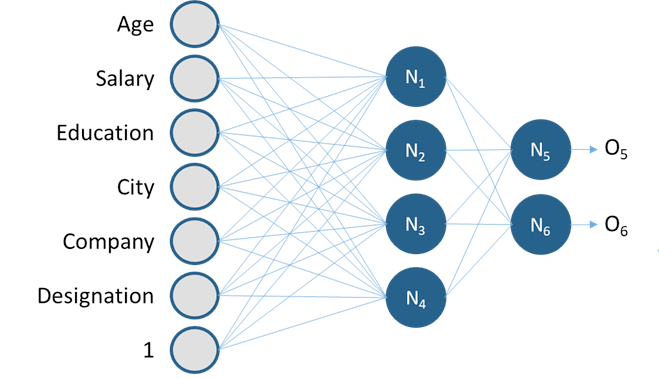 Age
Salary
Education
City
Company
Designation
1
N₁
N₂
N₃
N₄
N₅
N₆
O₅
O₆